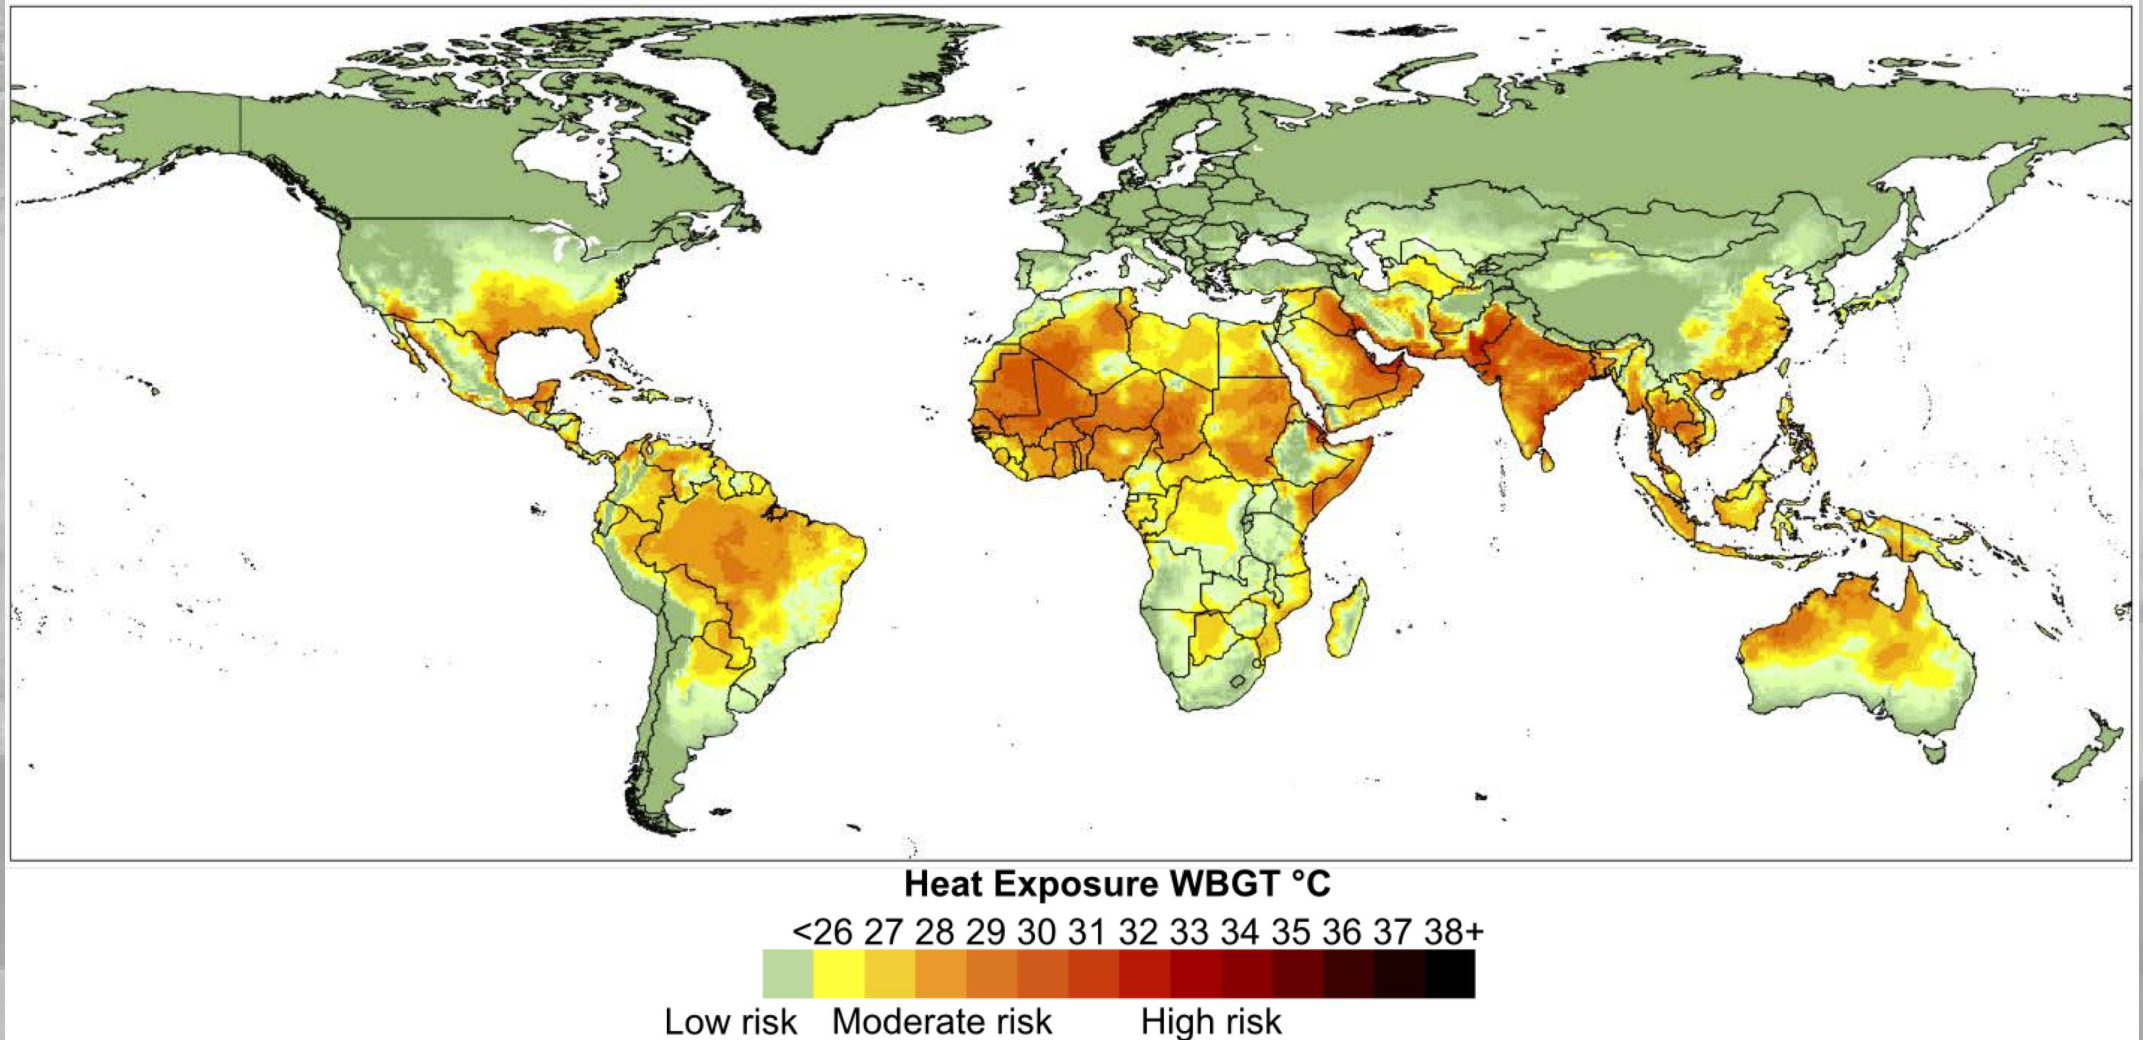 Heat Exposure WBGT °C
<26 27 28 29 30 31 32 33 34 35 36 37 38+
Low risk Moderate risk High risk